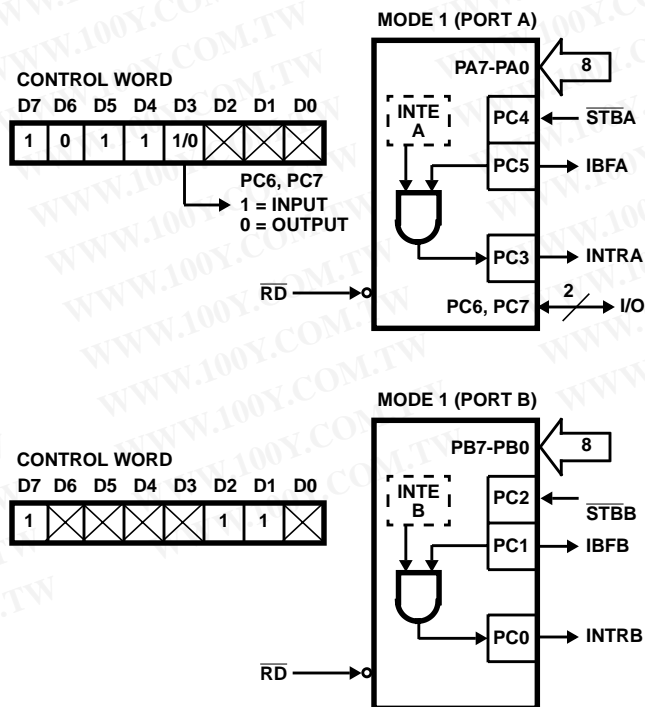 MODE 1 (PORT A)
CONTROL WORD
D7 D6 D5 D4 D3 D2 D1 D0
1 0 1 1 1/0
PC6, PC7
1 = INPUT
0 = OUTPUT
PA7-PA0
8
INTE
A
PC4
STBA
PC5
IBFA
PC3
INTRA
RD
PC6, PC7
2
I/O
MODE 1 (PORT B)
CONTROL WORD
D7 D6 D5 D4 D3 D2 D1 D0
1 1 1
PB7-PB0
8
INTE
B
PC2
STBB
PC1
IBFB
PC0
INTRB
RD
WWW.100Y.COM.TW